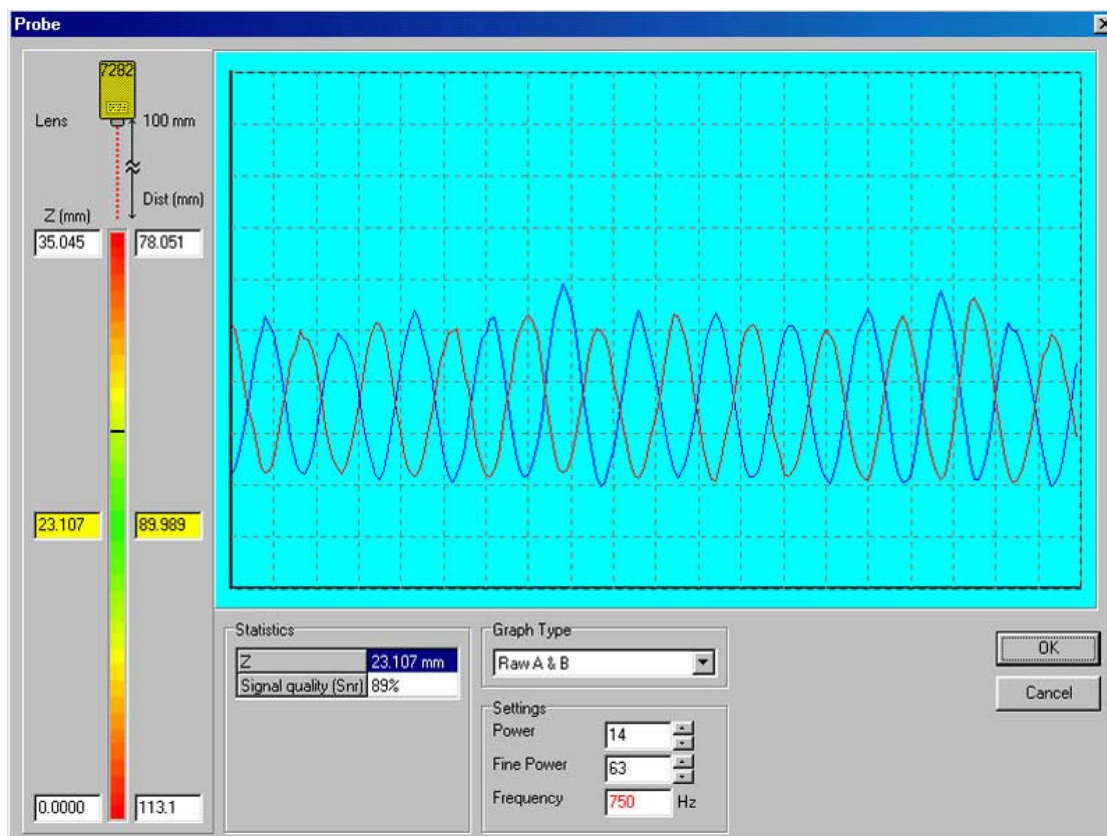 Probe
7282
Lens
100 mm
Dist (mm)
Z (mm)
35.045
78.051
23.107
89.989
0.0000
113.1
Statistics
Z 23.107 mm
Signal quality (Snr) 89%
Graph Type
Raw A & B
Settings
Power 14
Fine Power 63
Frequency 750 Hz
OK
Cancel